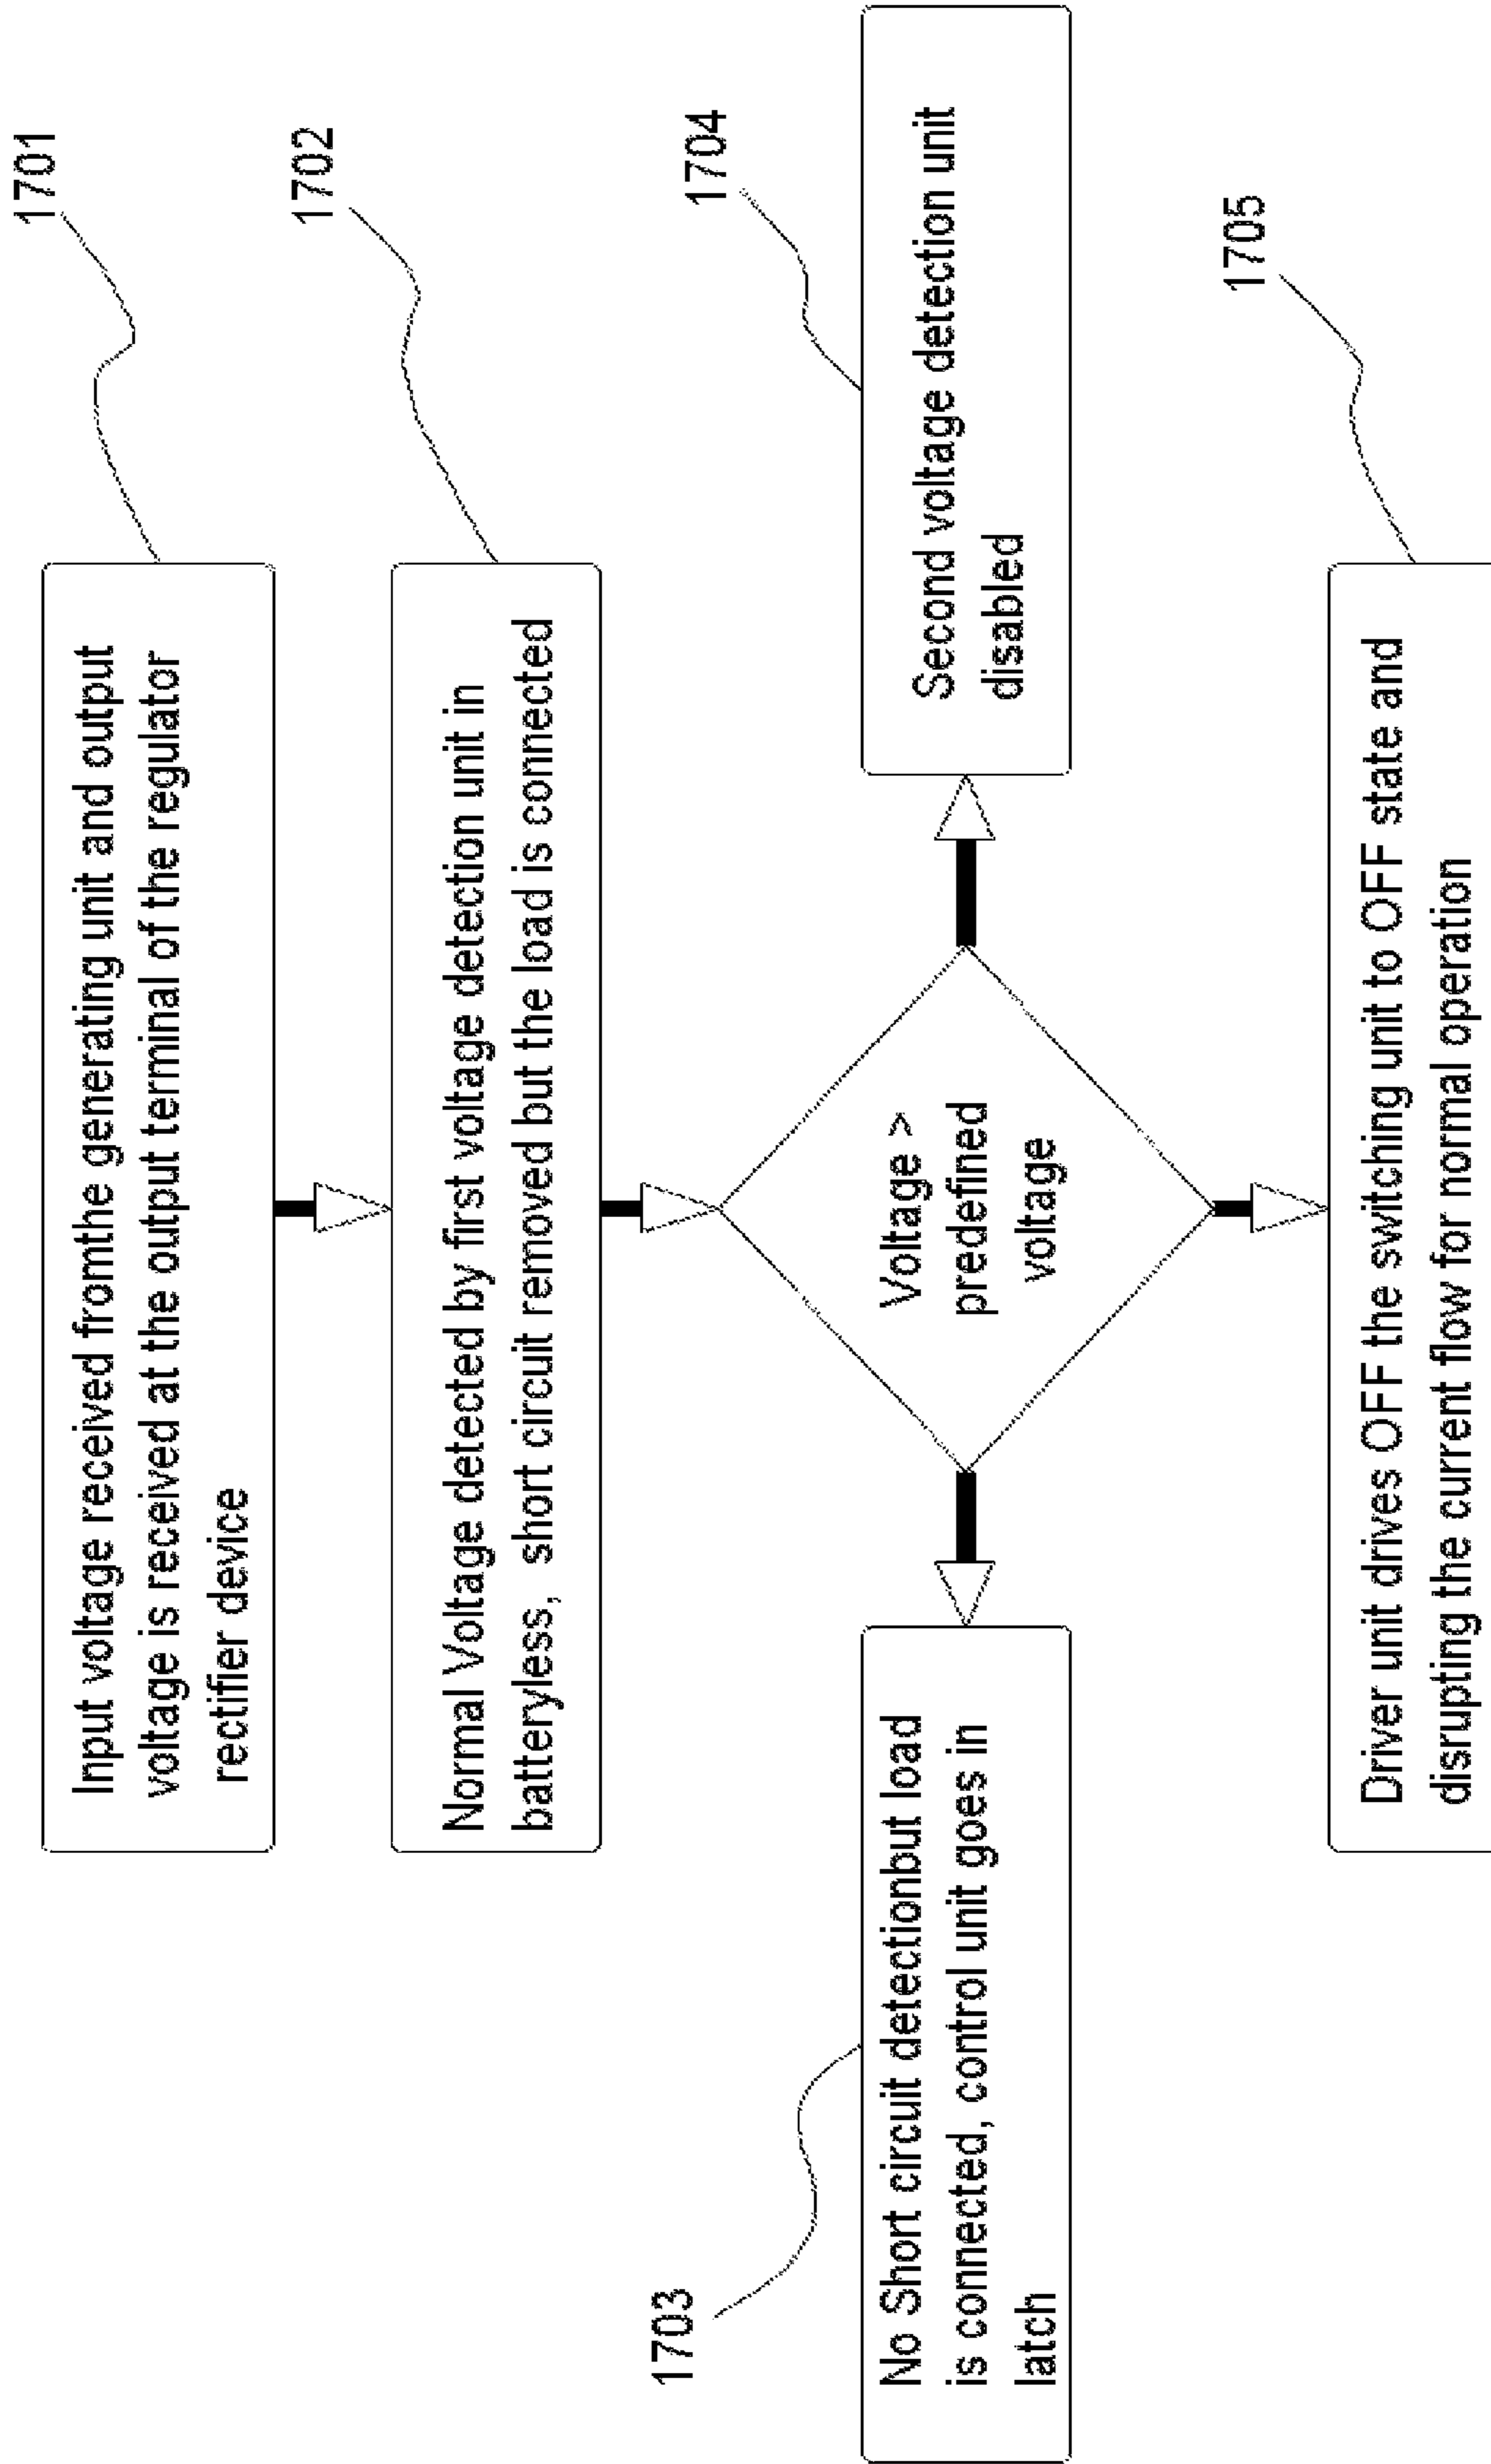 Input voltage received fromthe generating unit and output
voltage is received at the output terminal of the regulator
rectifier device
1701
Normal Voltage detected by first voltage detection unit in
batteryless, short circuit removed but the load is connected
1702
Voltage >
predefined
voltage
1703
No Short circuit detectionbut load
is connected, control unit goes in
latch
1704
Second voltage detection unit
disabled
1705
Driver unit drives OFF the switching unit to OFF state and
disrupting the current flow for normal operation